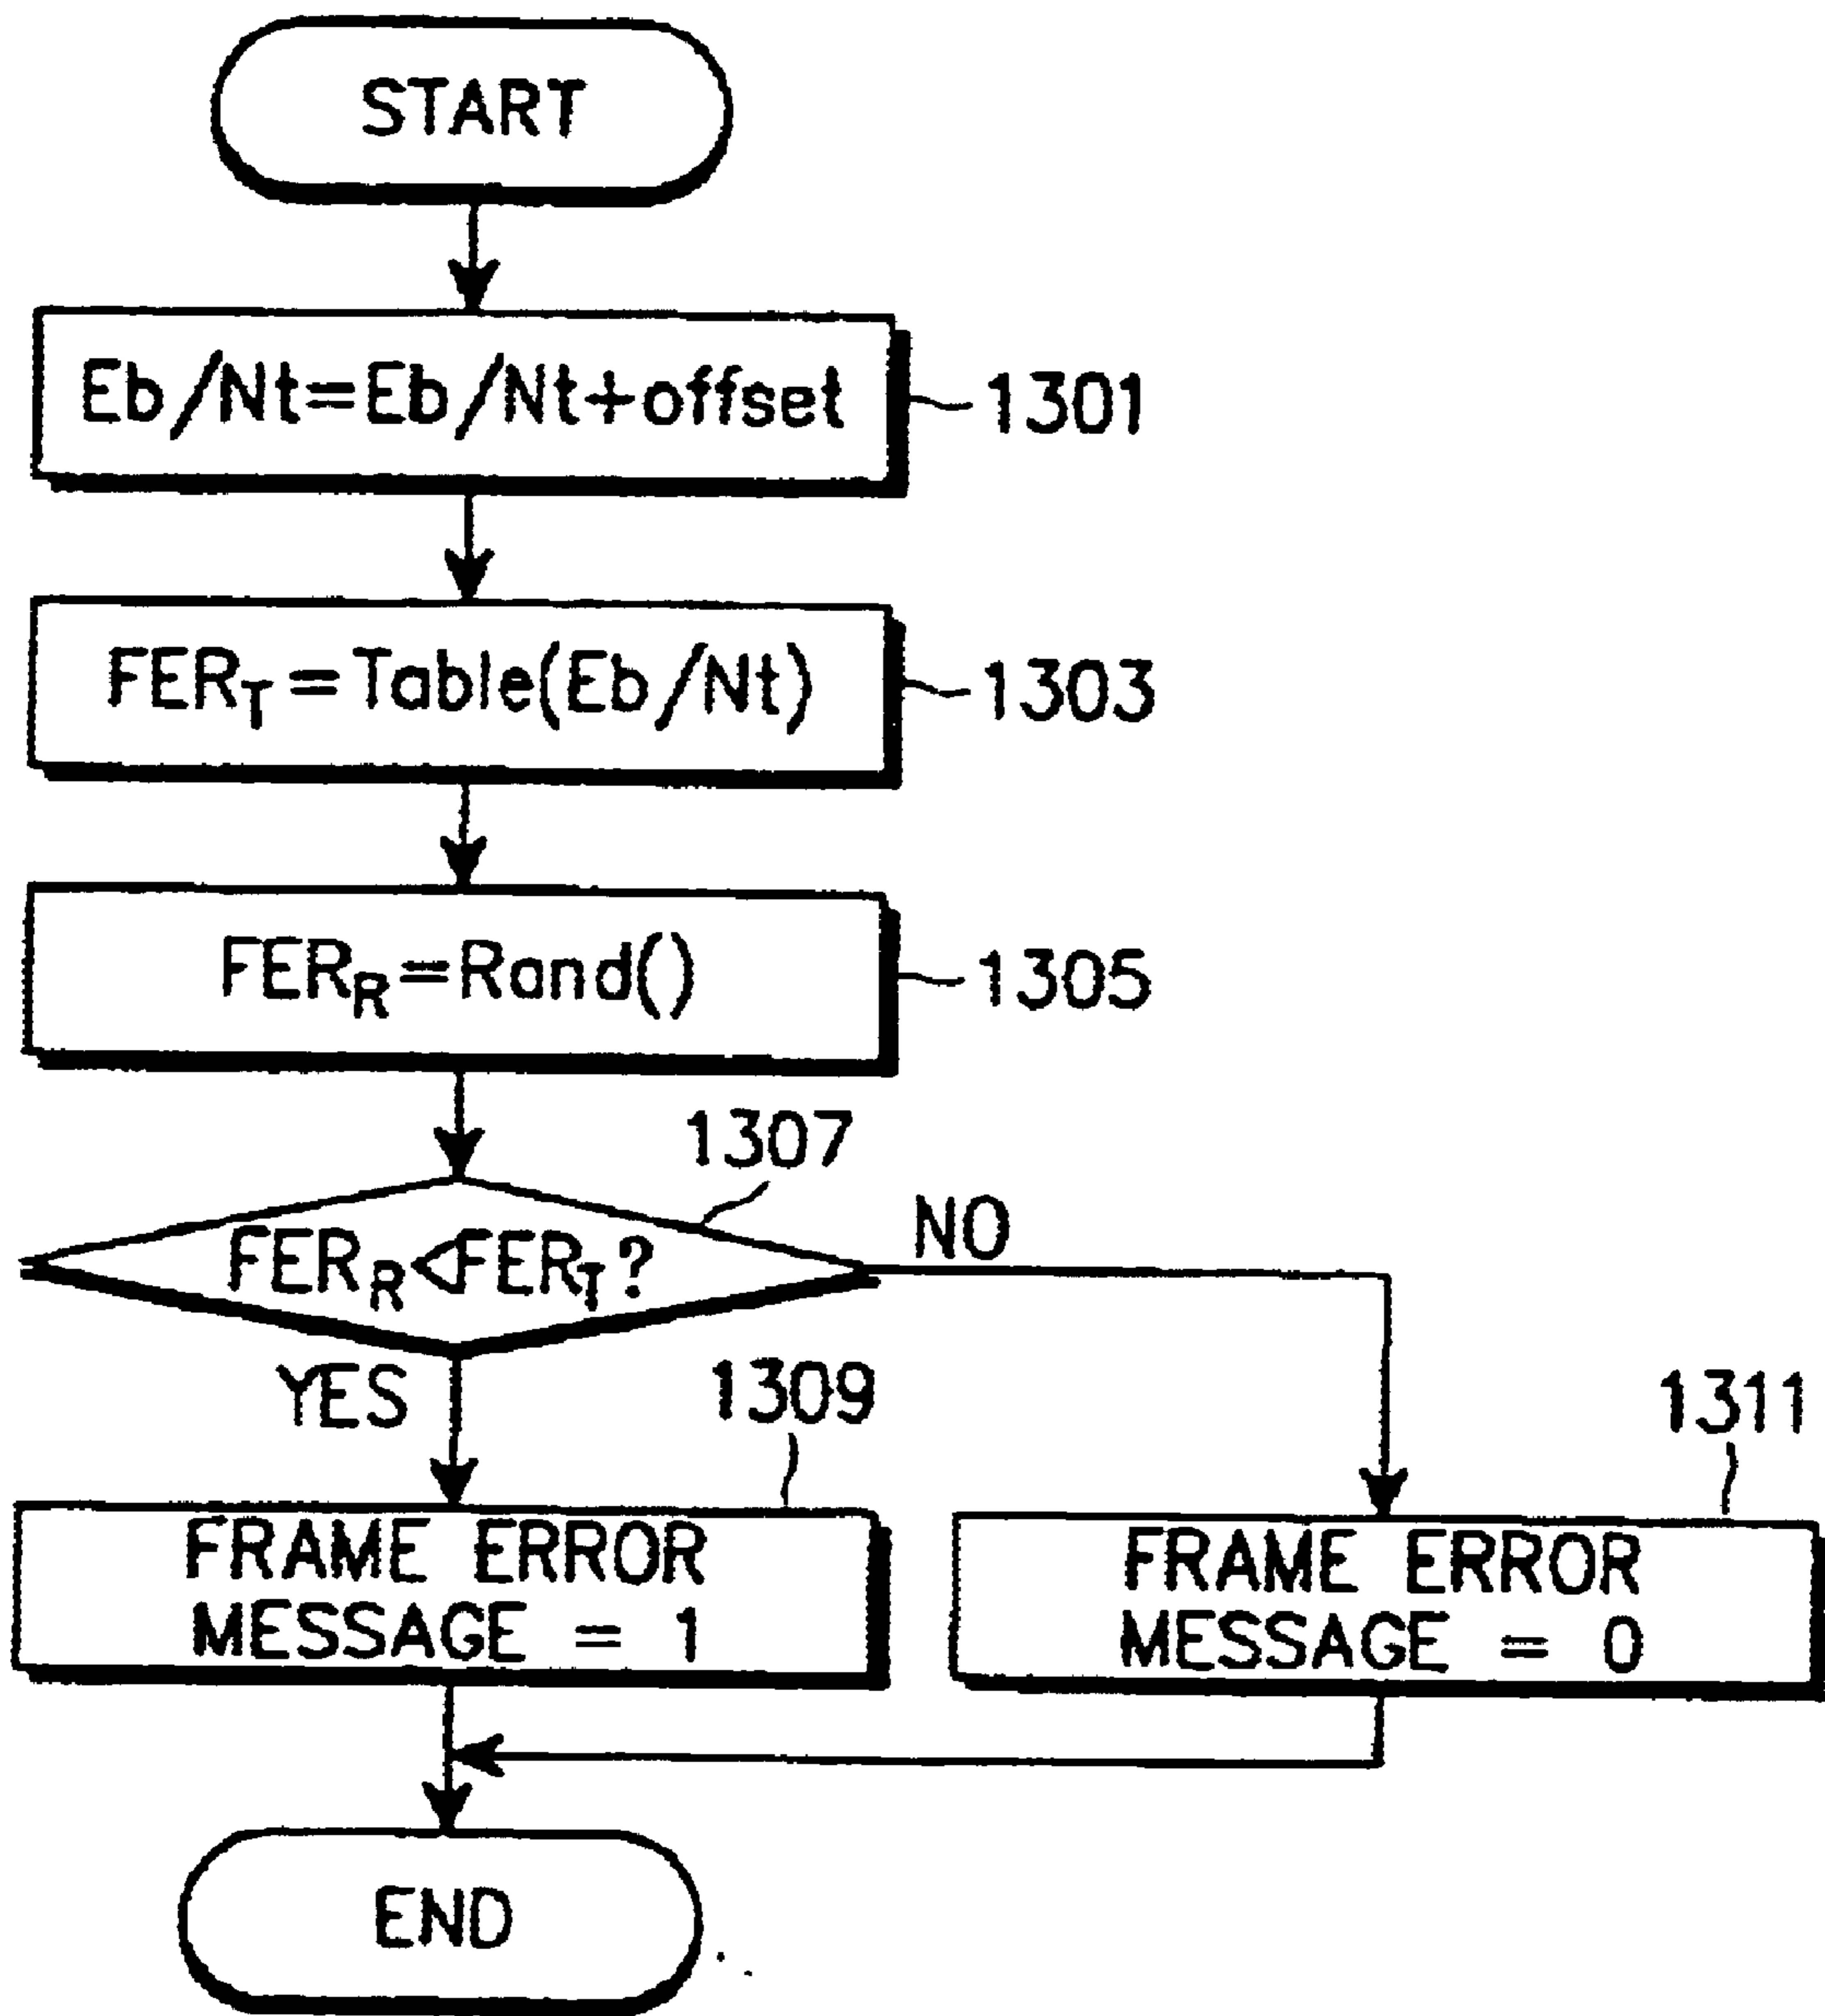 START
Eb/Nt=Eb/Nt+offset
1301
FER_T=Table(Eb/Nt)
1303
FER_R=Rand()
1305
1307
FER_R<FER_T?
NO
YES
1309
1311
FRAME ERROR
MESSAGE = 1
FRAME ERROR
MESSAGE = 0
END